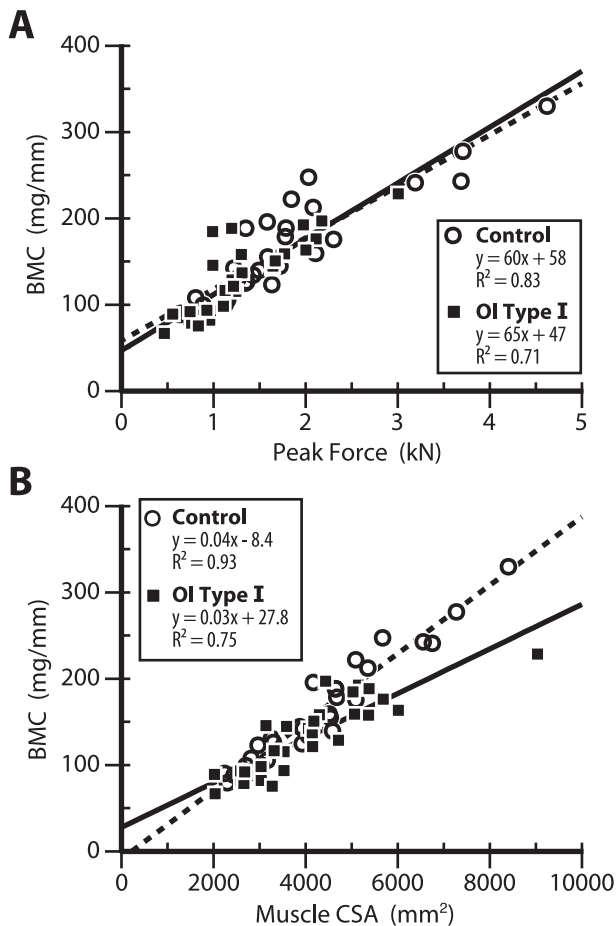 A
400
300
200
100
0
BMC (mg/mm)
Control
y = 60x + 58
R² = 0.83
OI Type I
y = 65x + 47
R² = 0.71
0 1 2 3 4 5
Peak Force (kN)
B
400
300
200
100
0
BMC (mg/mm)
Control
y = 0.04x - 8.4
R² = 0.93
OI Type I
y = 0.03x + 27.8
R² = 0.75
0 2000 4000 6000 8000 10000
Muscle CSA (mm²)